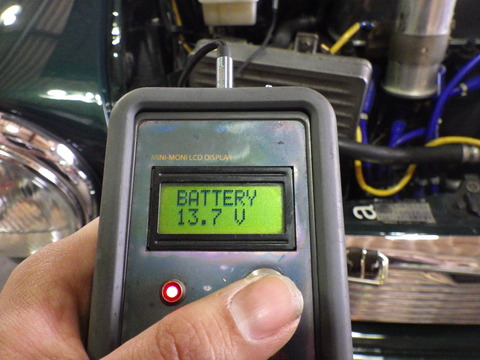 MINI-MONI LCD DISPLAY
BATTERY
13.7 V
a